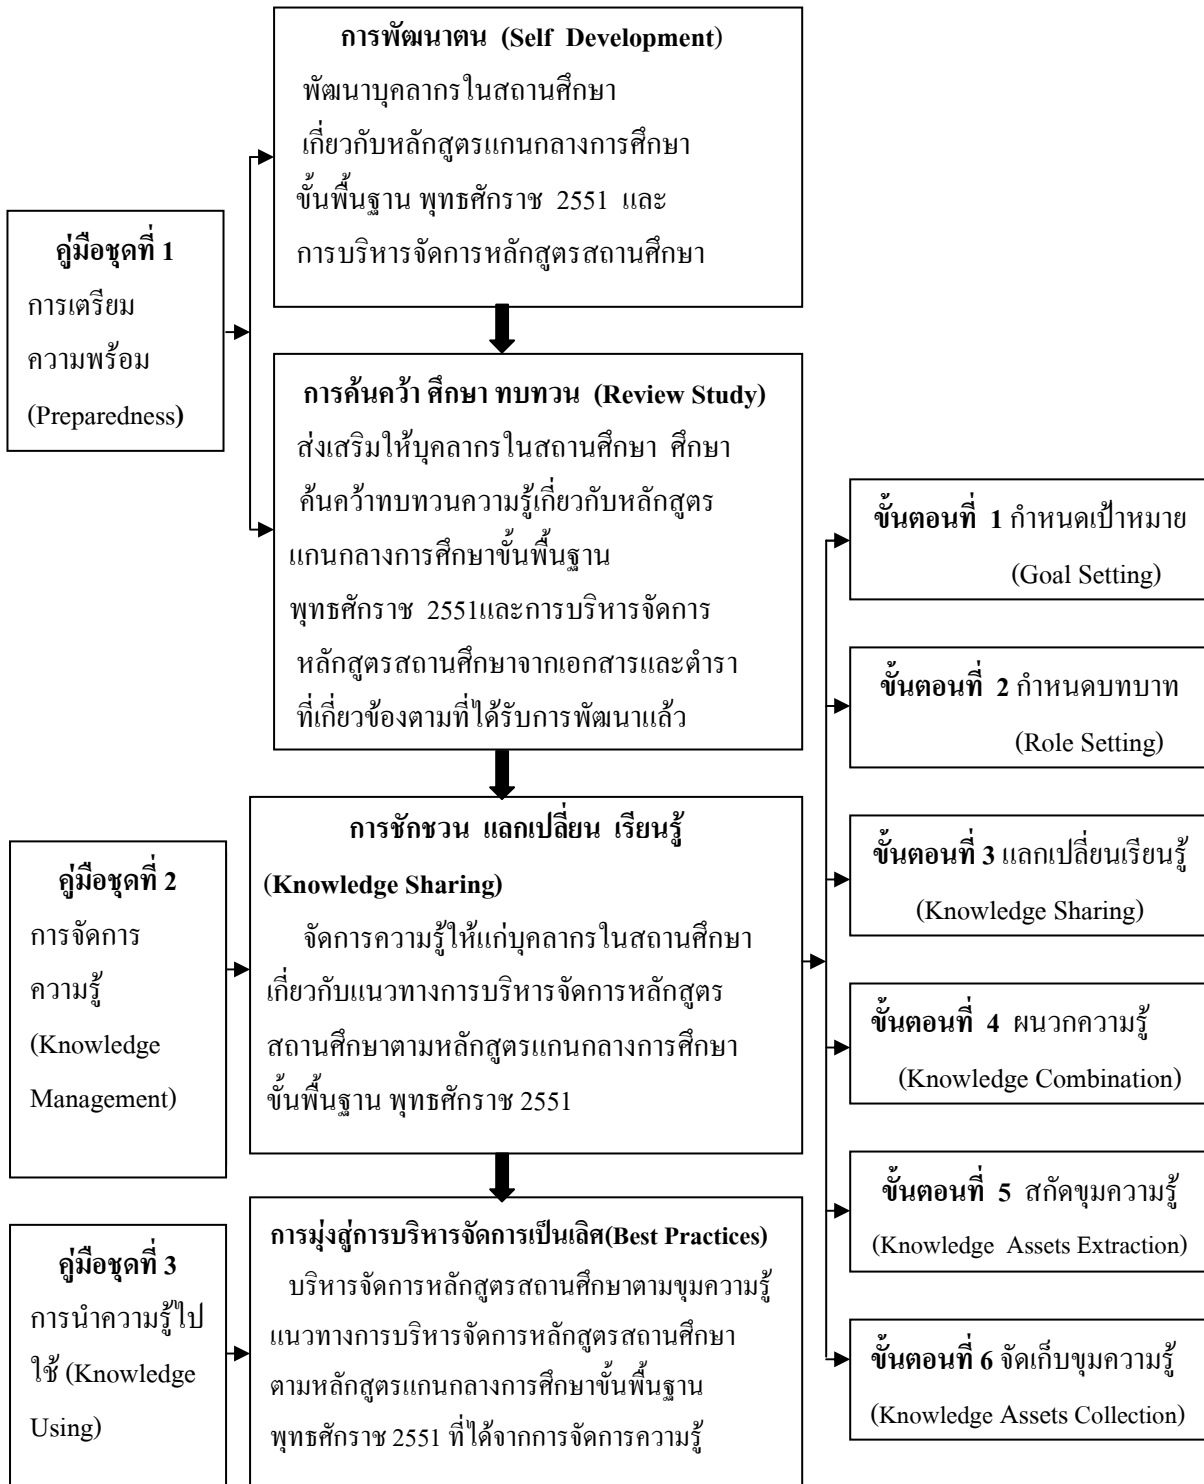 การพัฒนาตน (Self Development)
พัฒนาบุคลากรในสถานศึกษา
เกี่ยวกับหลักสูตรแกนกลางการศึกษา
ขั้นพื้นฐาน พุทธศักราช 2551 และ
การบริหารจัดการหลักสูตรสถานศึกษา
คู่มือชุดที่ 1
การเตรียม
ความพร้อม
(Preparedness)
การค้นคว้า ศึกษา ทบทวน (Review Study)
ส่งเสริมให้บุคลากรในสถานศึกษา ศึกษา
ค้นคว้าทบทวนความรู้เกี่ยวกับหลักสูตร
แกนกลางการศึกษาขั้นพื้นฐาน
พุทธศักราช 2551และการบริหารจัดการ
หลักสูตรสถานศึกษาจากเอกสารและตำรา
ที่เกี่ยวข้องตามที่ได้รับการพัฒนาแล้ว
คู่มือชุดที่ 2
การจัดการ
ความรู้
(Knowledge
Management)
การชักชวน แลกเปลี่ยน เรียนรู้
(Knowledge Sharing)
จัดการความรู้ให้แก่บุคลากรในสถานศึกษา
เกี่ยวกับแนวทางการบริหารจัดการหลักสูตร
สถานศึกษาตามหลักสูตรแกนกลางการศึกษา
ขั้นพื้นฐาน พุทธศักราช 2551
คู่มือชุดที่ 3
การนำความรู้ไป
ใช้ (Knowledge
Using)
การมุ่งสู่การบริหารจัดการเป็นเลิศ(Best Practices)
บริหารจัดการหลักสูตรสถานศึกษาตามขุมความรู้
แนวทางการบริหารจัดการหลักสูตรสถานศึกษา
ตามหลักสูตรแกนกลางการศึกษาขั้นพื้นฐาน
พุทธศักราช 2551 ที่ได้จากการจัดการความรู้
ขั้นตอนที่ 1 กำหนดเป้าหมาย
(Goal Setting)
ขั้นตอนที่ 2 กำหนดบทบาท
(Role Setting)
ขั้นตอนที่ 3 แลกเปลี่ยนเรียนรู้
(Knowledge Sharing)
ขั้นตอนที่ 4 ผนวกความรู้
(Knowledge Combination)
ขั้นตอนที่ 5 สกัดขุมความรู้
(Knowledge Assets Extraction)
ขั้นตอนที่ 6 จัดเก็บขุมความรู้
(Knowledge Assets Collection)